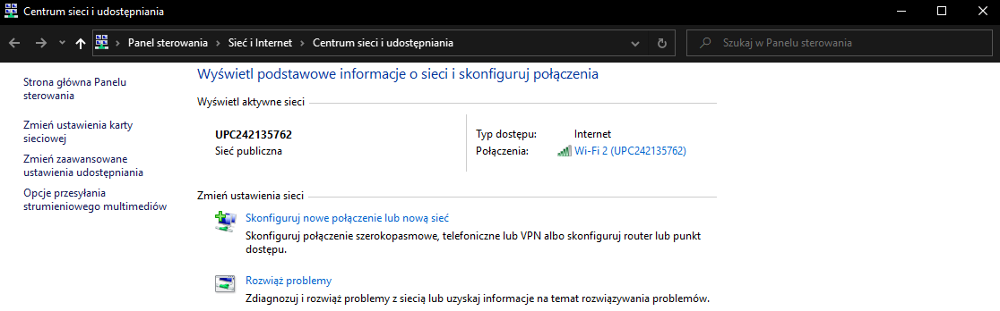 Centrum sieci i udostępniania
Panel sterowania
Sieć i Internet
Centrum sieci i udostępniania
Szukaj w Panelu sterowania
Strona główna Panelu
sterowania
Zmień ustawienia karty
sieciowej
Zmień zaawansowane
ustawienia udostępniania
Opcje przesyłania
strumieniowego multimediów
Wyświetl podstawowe informacje o sieci i skonfiguruj połączenia
Wyświetl aktywne sieci
UPC242135762
Sieć publiczna
Typ dostępu: Internet
Połączenia: Wi-Fi 2 (UPC242135762)
Zmień ustawienia sieci
Skonfiguruj nowe połączenie lub nową sieć
Skonfiguruj połączenie szerokopasmowe, telefoniczne lub VPN albo skonfiguruj router lub punkt
dostępu.
Rozwiąż problemy
Zdiagnozuj i rozwiąż problemy z siecią lub uzyskaj informacje na temat rozwiązywania problemów.